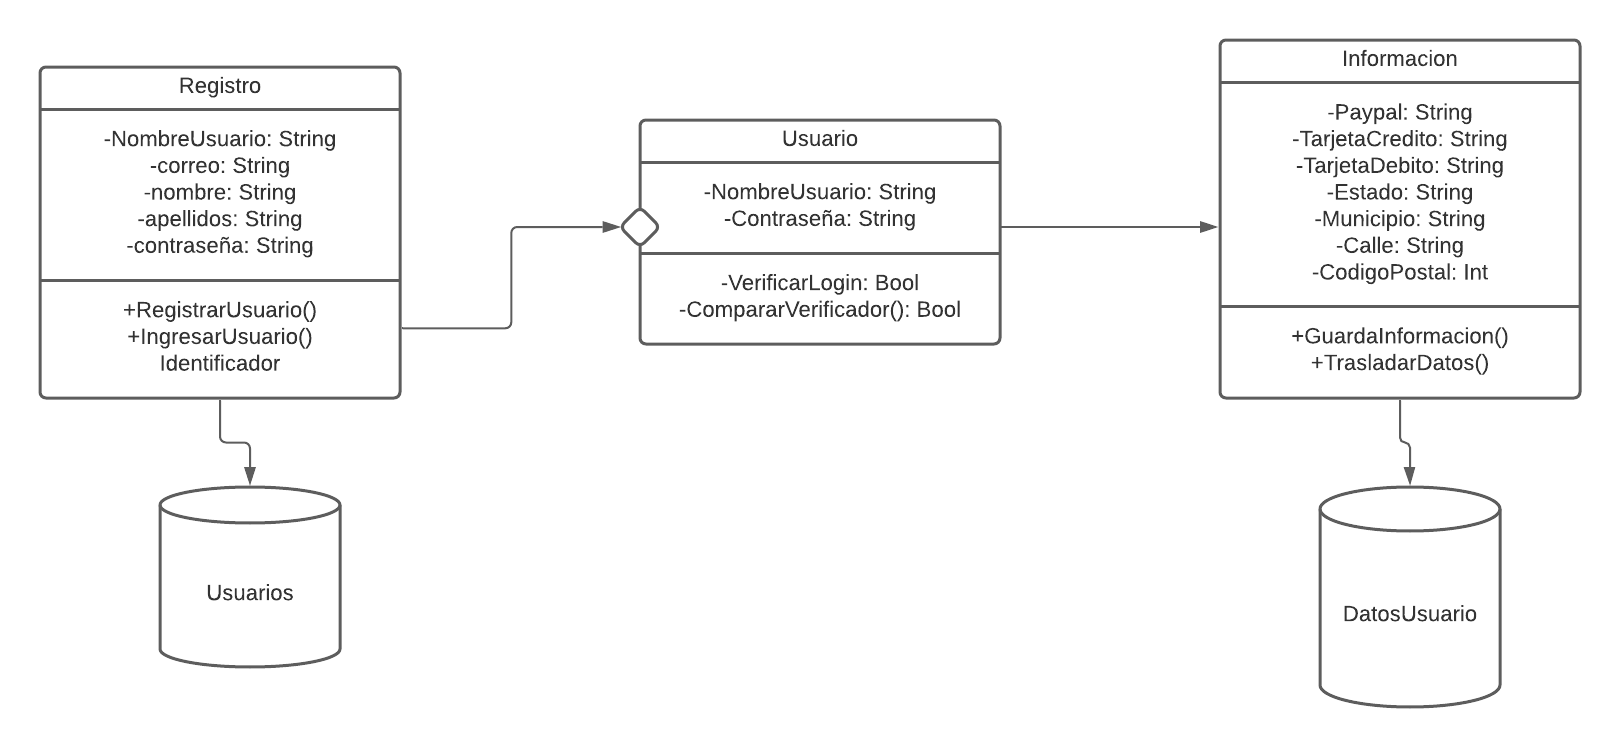 Registro
-NombreUsuario: String
-correo: String
-nombre: String
-apellidos: String
-contraseña: String
+RegistrarUsuario()
+IngresarUsuario()
Identificador
Usuarios
Usuario
-NombreUsuario: String
-Contraseña: String
-VerificarLogin: Bool
-CompararVerificador(): Bool
Informacion
-Paypal: String
-TarjetaCredito: String
-TarjetaDebito: String
-Estado: String
-Municipio: String
-Calle: String
-CodigoPostal: Int
+GuardaInformacion()
+TrasladarDatos()
DatosUsuario